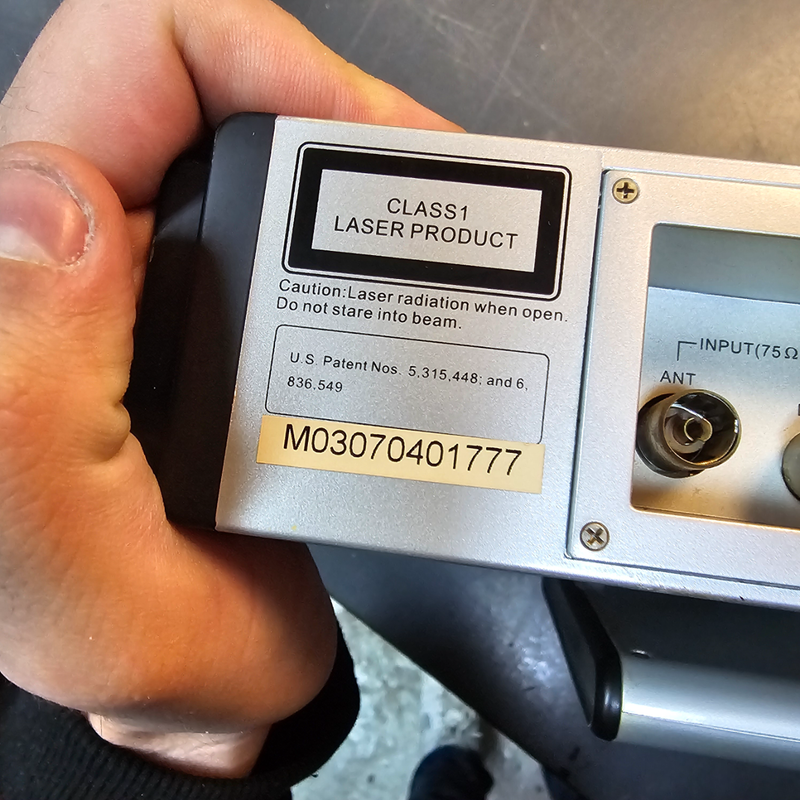 CLASS1
LASER PRODUCT
Caution:Laser radiation when open.
Do not stare into beam.
U.S. Patent Nos. 5,315,448; and 6,
836.549
M03070401777
INPUT(75Ω
ANT